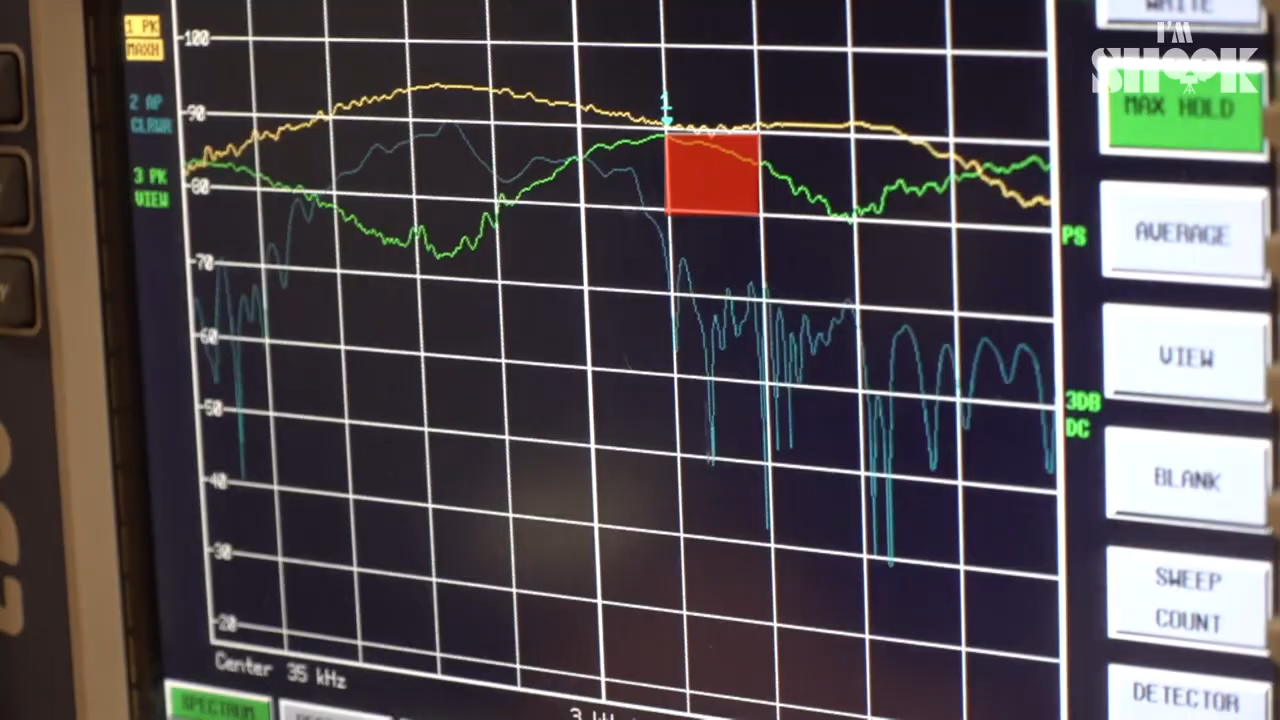 WRITE
I'M
SHOOK
1 PK
MAXH
2 AP
CLRWR
3 PK
VIEW
100
90
80
70
60
50
40
30
20
1
PS
3DB
DC
MAX HOLD
AVERAGE
VIEW
BLANK
SWEEP
COUNT
DETECTOR
Center 35 kHz
SPECTRUM